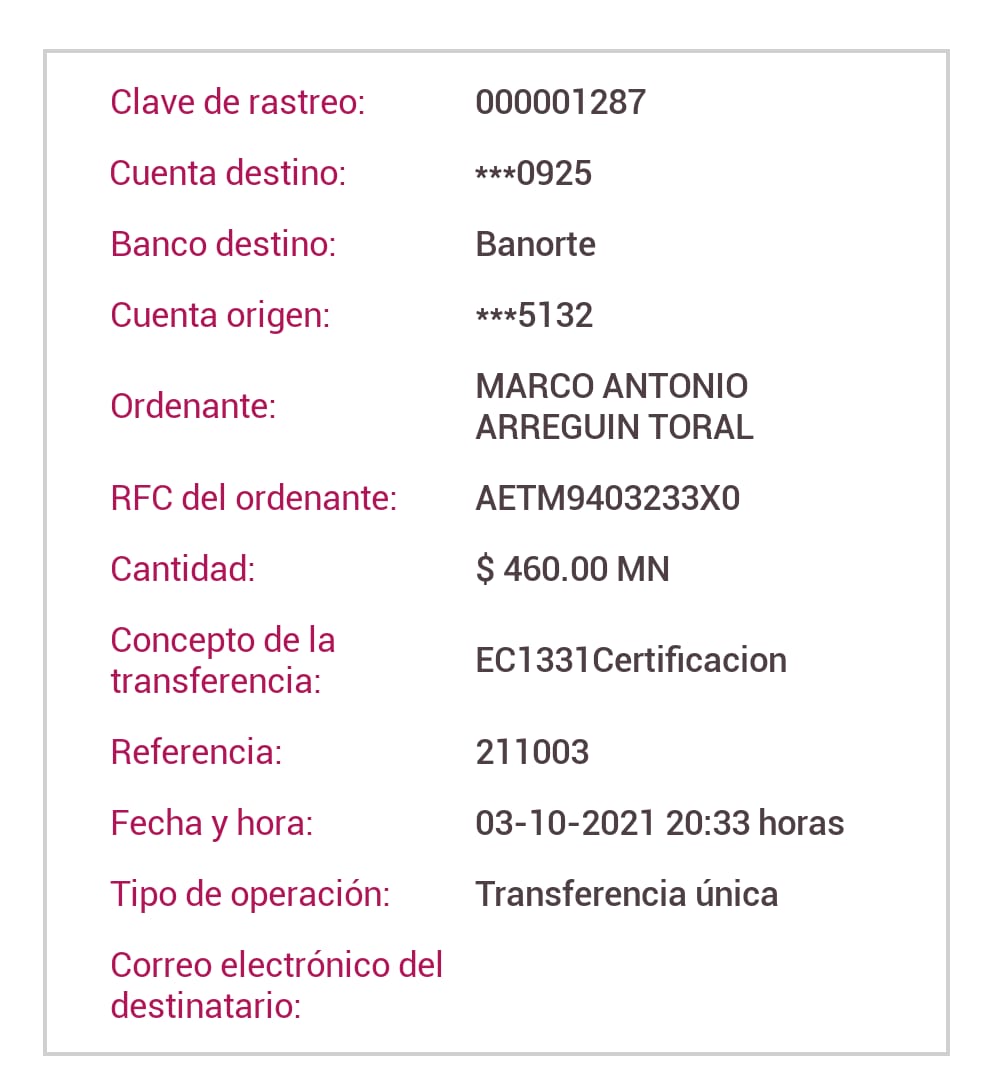 Clave de rastreo: 000001287
Cuenta destino: ***0925
Banco destino: Banorte
Cuenta origen: ***5132
Ordenante: MARCO ANTONIO
ARREGUIN TORAL
RFC del ordenante: AETM9403233X0
Cantidad: $ 460.00 MN
Concepto de la
transferencia: EC1331Certificacion
Referencia: 211003
Fecha y hora: 03-10-2021 20:33 horas
Tipo de operación: Transferencia única
Correo electrónico del
destinatario: